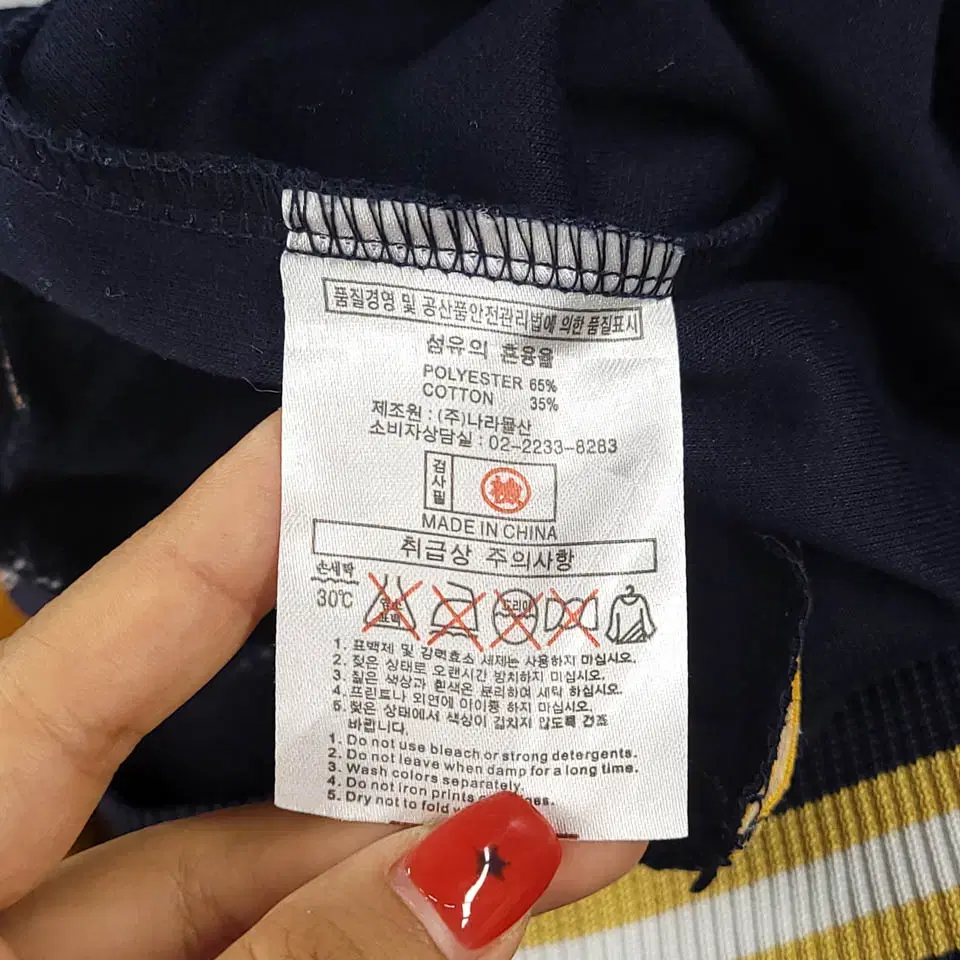 품질경영 및 공산품안전관리법에 의한 품질표시
섬유의 혼용율
POLYESTER 65%
COTTON 35%
제조원 : (주)나라물산
소비자상담실 : 02-2233-8283
검사필
檢
MADE IN CHINA
취급상 주의사항
손세탁
30℃
염소
표백
드라이
1. 표백제 및 강력효소 세제는 사용하지 마십시오.
2. 젖은 상태로 오랜시간 방치하지 마십시오.
3. 짙은 색상과 흰색은 분리하여 세탁 하십시오.
4. 프린트나 외면에 아이롱 하지 마십시오.
5. 젖은 상태에서 색상이 겹치지 않도록 건조
바랍니다.
1. Do not use bleach or strong detergents.
2. Do not leave when damp for a long time.
3. Wash colors separately.
4. Do not iron prints
5. Dry not to fold